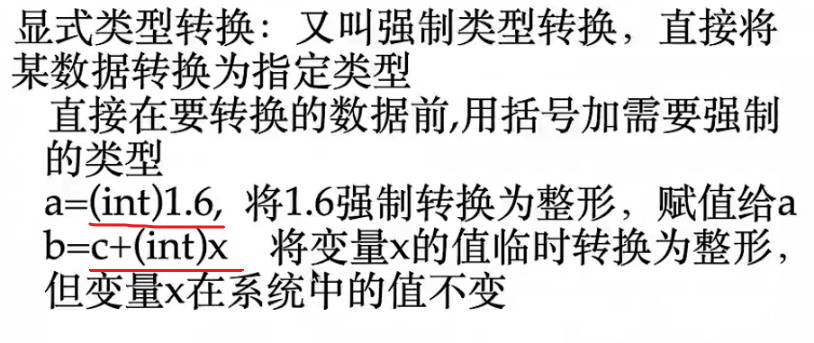 显式类型转换：又叫强制类型转换，直接将
某数据转换为指定类型
直接在要转换的数据前,用括号加需要强制
的类型
a=(int)1.6, 将1.6强制转换为整形，赋值给a
b=c+(int)x 将变量x的值临时转换为整形，
但变量x在系统中的值不变